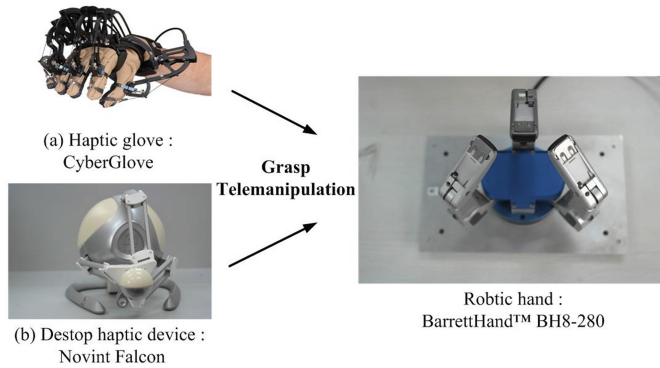 (a) Haptic glove :
CyberGlove
Grasp
Telemanipulation
(b) Destop haptic device :
Novint Falcon
Robtic hand :
BarrettHand™ BH8-280